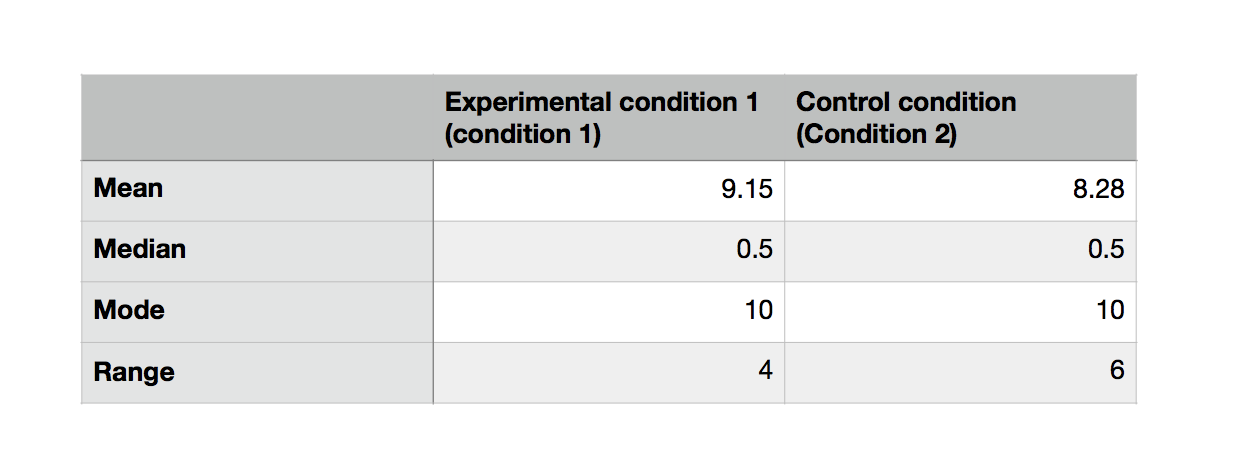 Experimental condition 1 Control condition
(condition 1) (Condition 2)
Mean 9.15 8.28
Median 0.5 0.5
Mode 10 10
Range 4 6